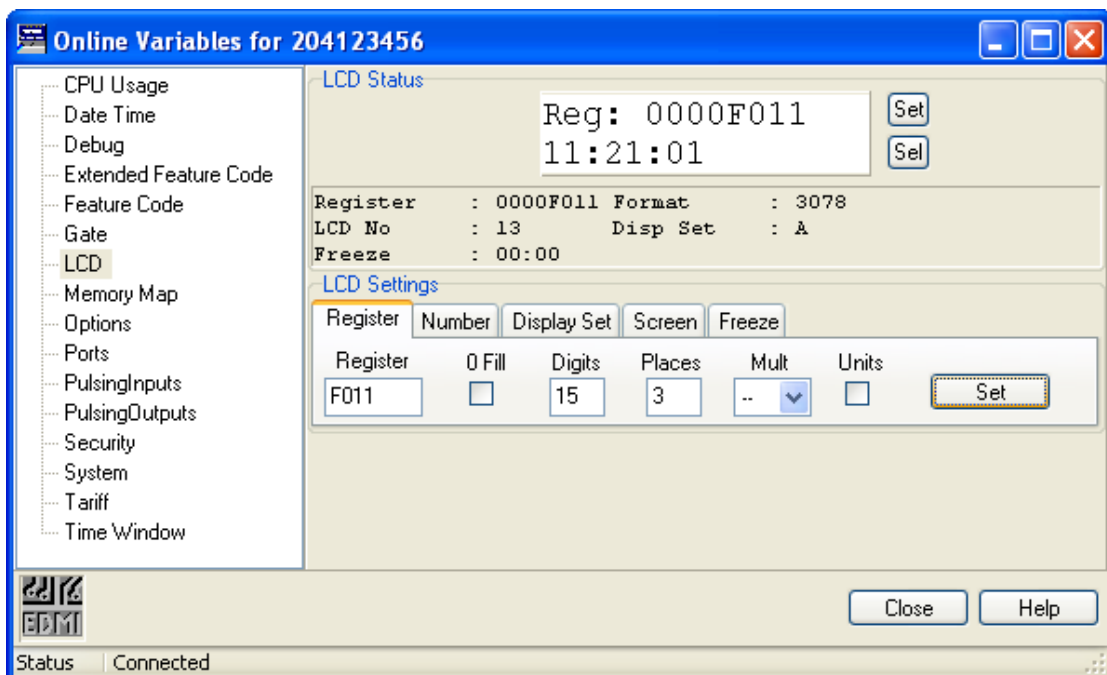 Online Variables for 204123456
CPU Usage
Date Time
Debug
Extended Feature Code
Feature Code
Gate
LCD
Memory Map
Options
Ports
PulsingInputs
PulsingOutputs
Security
System
Tariff
Time Window
LCD Status
Reg: 0000F011
11:21:01
Set
Sel
Register : 0000F011 Format : 3078
LCD No : 13 Disp Set : A
Freeze : 00:00
LCD Settings
Register Number Display Set Screen Freeze
Register 0 Fill Digits Places Mult Units
F011 15 3 -- Set
EDMI
Close Help
Status Connected